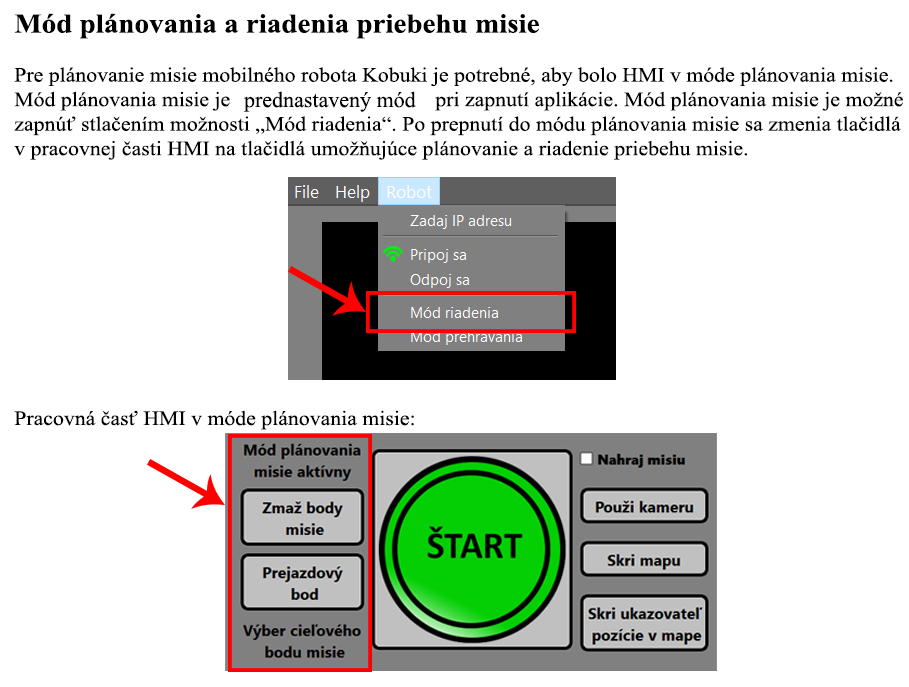 Mód plánovania a riadenia priebehu misie
Pre plánovanie misie mobilného robota Kobuki je potrebné, aby bolo HMI v móde plánovania misie.
Mód plánovania misie je prednastavený mód pri zapnutí aplikácie. Mód plánovania misie je možné
zapnúť stlačením možnosti „Mód riadenia“. Po prepnutí do módu plánovania misie sa zmenia tlačidlá
v pracovnej časti HMI na tlačidlá umožňujúce plánovanie a riadenie priebehu misie.
File Help Robot
Zadaj IP adresu
Pripoj sa
Odpoj sa
Mód riadenia
Mód prehrávania
Pracovná časť HMI v móde plánovania misie:
Mód plánovania
misie aktívny
Zmaž body
misie
Prejazdový
bod
Výber cieľového
bodu misie
ŠTART
Nahraj misiu
Použi kameru
Skri mapu
Skri ukazovateľ
pozície v mape